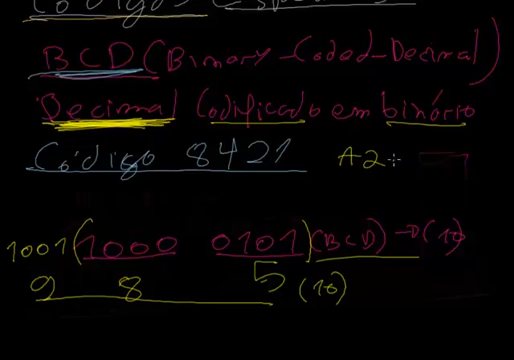 Códigos
BCD (Binary-Coded-Decimal)
Decimal Codificado em binário
Código 8421 A2
1001 (1000 0101) (BCD) → (10)
9 8 5 (10)